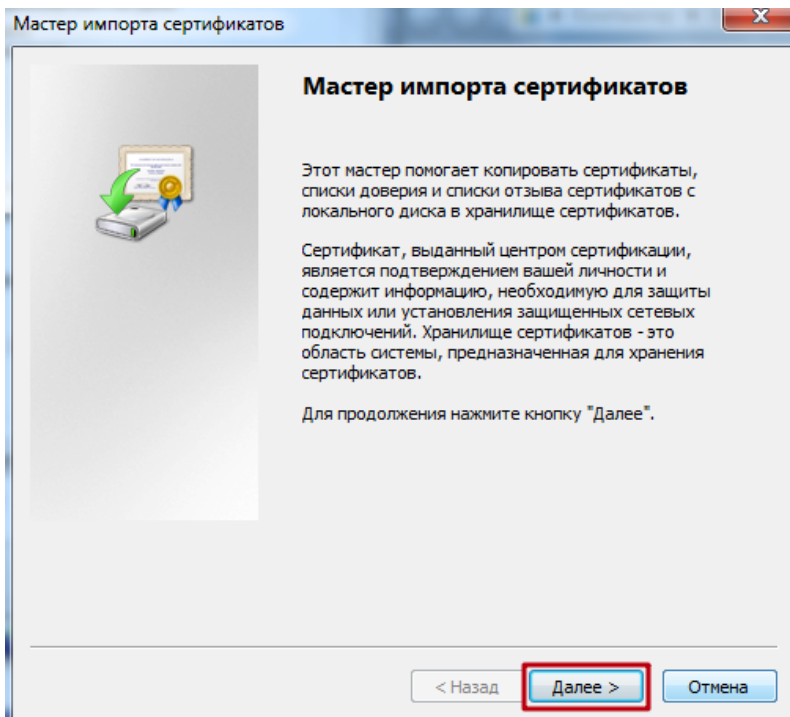 Мастер импорта сертификатов
Мастер импорта сертификатов
Этот мастер помогает копировать сертификаты,
списки доверия и списки отзыва сертификатов с
локального диска в хранилище сертификатов.
Сертификат, выданный центром сертификации,
является подтверждением вашей личности и
содержит информацию, необходимую для защиты
данных или установления защищенных сетевых
подключений. Хранилище сертификатов - это
область системы, предназначенная для хранения
сертификатов.
Для продолжения нажмите кнопку "Далее".
< Назад
Далее >
Отмена